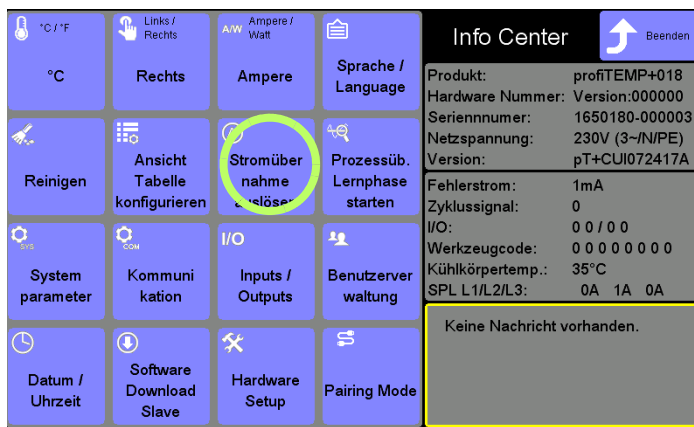 °C / °F
Links /
Rechts
A/W
Ampere /
Watt
°C
Rechts
Ampere
Sprache /
Language
Reinigen
Ansicht
Tabelle
konfigurieren
Stromüber
nahme
auslösen
Prozessüb.
Lernphase
starten
SYS
System
parameter
COM
Kommuni
kation
I/O
Inputs /
Outputs
Benutzerver
waltung
Datum /
Uhrzeit
Software
Download
Slave
Hardware
Setup
Pairing Mode
Info Center
Beenden
Produkt: profiTEMP+018
Hardware Nummer: Version:000000
Seriennnumer: 1650180-000003
Netzspannung: 230V (3~/N/PE)
Version: pT+CUI072417A
Fehlerstrom: 1mA
Zyklussignal: 0
I/O: 0 0 / 0 0
Werkzeugcode: 0 0 0 0 0 0 0 0
Kühlkörpertemp.: 35°C
SPL L1/L2/L3: 0A 1A 0A
Keine Nachricht vorhanden.